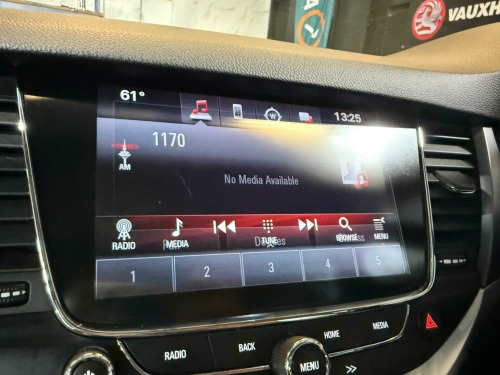 VAUXH
61°
W
13:25
1170
AM
No Media Available
RADIO
MEDIA
TUNE
BROWSE
MENU
1
2
3
4
5
RADIO
BACK
HOME
MEDIA
MENU